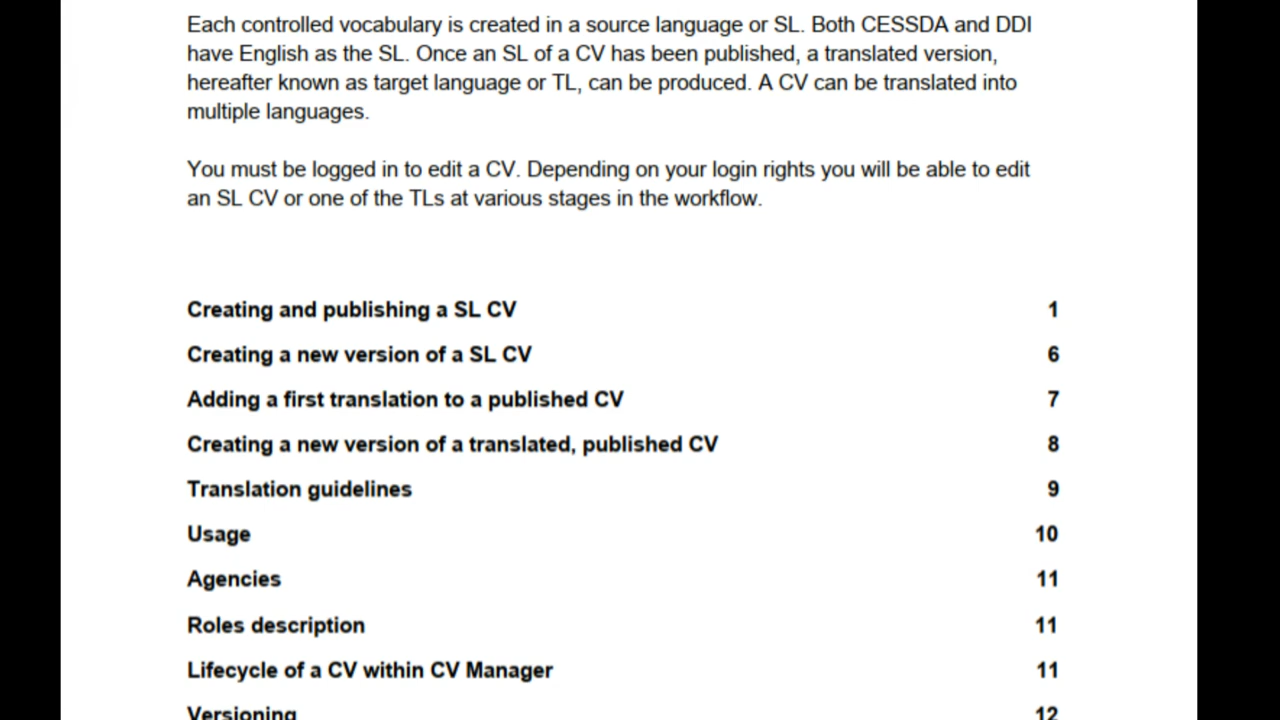 Each controlled vocabulary is created in a source language or SL. Both CESSDA and DDI
have English as the SL. Once an SL of a CV has been published, a translated version,
hereafter known as target language or TL, can be produced. A CV can be translated into
multiple languages.
You must be logged in to edit a CV. Depending on your login rights you will be able to edit
an SL CV or one of the TLs at various stages in the workflow.
Creating and publishing a SL CV 1
Creating a new version of a SL CV 6
Adding a first translation to a published CV 7
Creating a new version of a translated, published CV 8
Translation guidelines 9
Usage 10
Agencies 11
Roles description 11
Lifecycle of a CV within CV Manager 11
Versioning 12